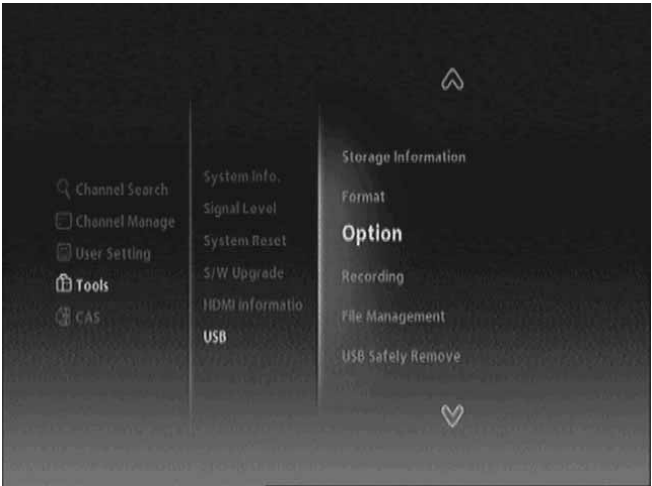 Channel Search
Channel Manage
User Setting
Tools
CAS
System Info.
Signal Level
System Reset
S/W Upgrade
HDMI Informatio
USB
Storage Information
Format
Option
Recording
File Management
USB Safely Remove